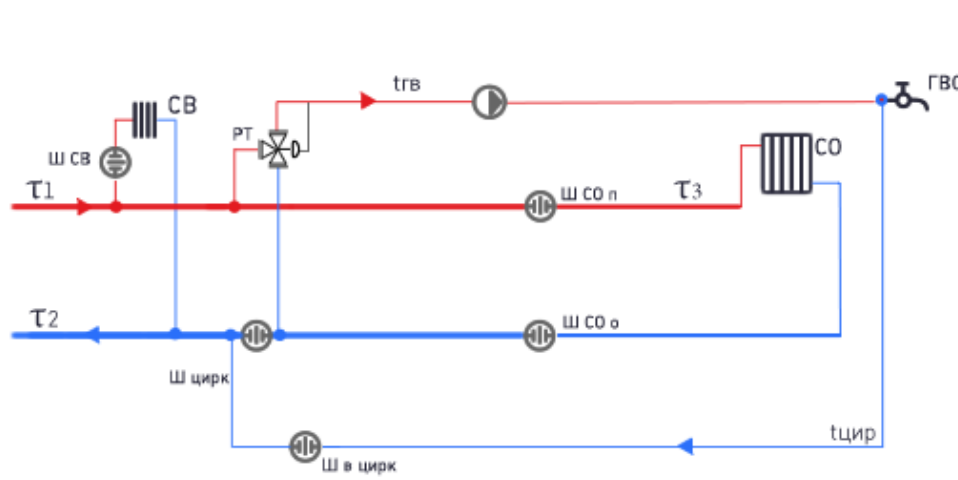 tгв
ГВС
СВ
РТ
СО
Ш СВ
τ1
Ш СО п
τ3
τ2
Ш СО о
Ш цирк
tцир
Ш в цирк